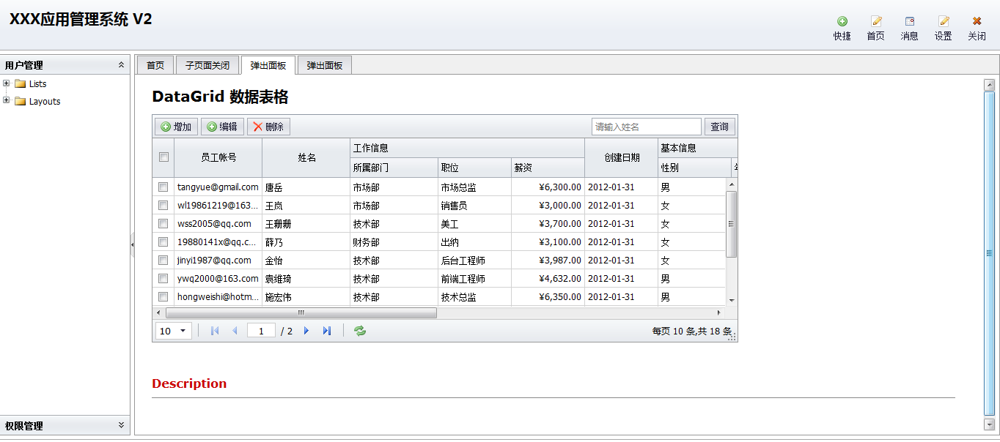 XXX应用管理系统 V2
快捷 首页 消息 设置 关闭
用户管理
Lists
Layouts
权限管理
首页 子页面关闭 弹出面板 弹出面板
DataGrid 数据表格
增加 编辑 删除 请输入姓名 查询
员工帐号 姓名 工作信息 创建日期 基本信息
所属部门 职位 薪资 性别
tangyue@gmail.com 唐岳 市场部 市场总监 ¥6,300.00 2012-01-31 男
wl19861219@163... 王岚 市场部 销售员 ¥3,000.00 2012-01-31 女
wss2005@qq.com 王珊珊 技术部 美工 ¥3,700.00 2012-01-31 女
19880141x@qq.c... 薛乃 财务部 出纳 ¥3,100.00 2012-01-31 女
jinyi1987@qq.com 金怡 技术部 后台工程师 ¥3,987.00 2012-01-31 女
ywq2000@163.com 袁维琦 技术部 前端工程师 ¥4,632.00 2012-01-31 男
hongweishi@hotm... 施宏伟 技术部 技术总监 ¥6,350.00 2012-01-31 男
10 1 / 2 每页 10 条,共 18 条
Description